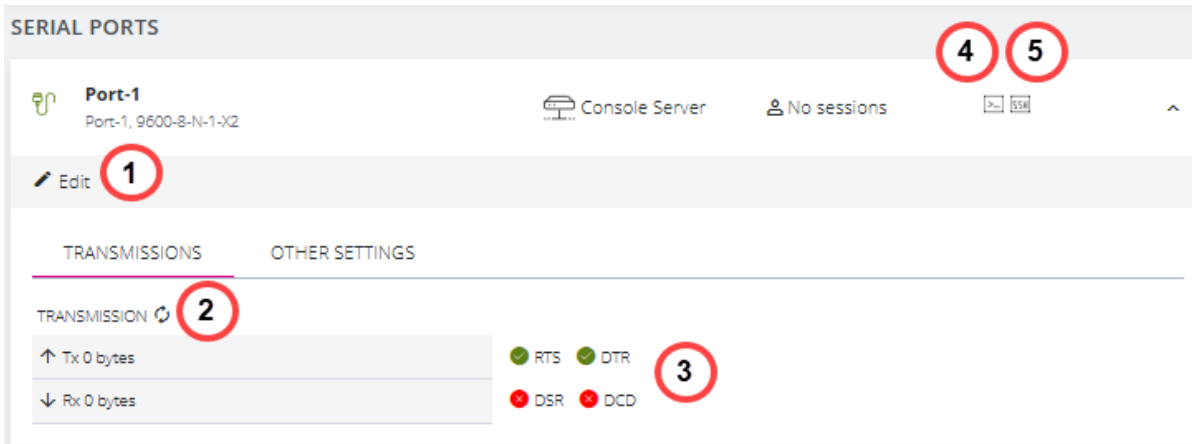 SERIAL PORTS
4 5
Port-1 Console Server No sessions >_ SSH
Port-1, 9600-8-N-1-X2
Edit 1
TRANSMISSIONS OTHER SETTINGS
TRANSMISSION 2
Tx 0 bytes RTS DTR
3
Rx 0 bytes DSR DCD